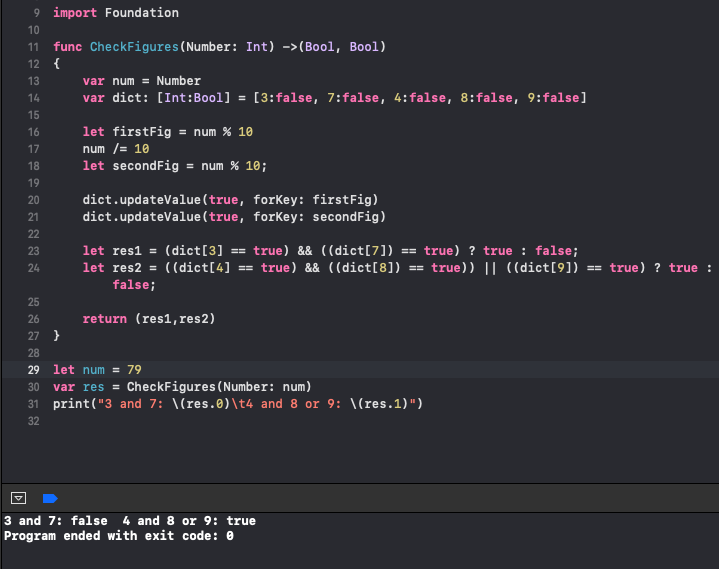 9 import Foundation
10
11 func CheckFigures(Number: Int) ->(Bool, Bool)
12 {
13     var num = Number
14     var dict: [Int:Bool] = [3:false, 7:false, 4:false, 8:false, 9:false]
15
16     let firstFig = num % 10
17     num /= 10
18     let secondFig = num % 10;
19
20     dict.updateValue(true, forKey: firstFig)
21     dict.updateValue(true, forKey: secondFig)
22
23     let res1 = (dict[3] == true) && ((dict[7]) == true) ? true : false;
24     let res2 = ((dict[4] == true) && ((dict[8]) == true)) || ((dict[9]) == true) ? true :
        false;
25
26     return (res1,res2)
27 }
28
29 let num = 79
30 var res = CheckFigures(Number: num)
31 print("3 and 7: \(res.0)\t4 and 8 or 9: \(res.1)")
32
3 and 7: false  4 and 8 or 9: true
Program ended with exit code: 0